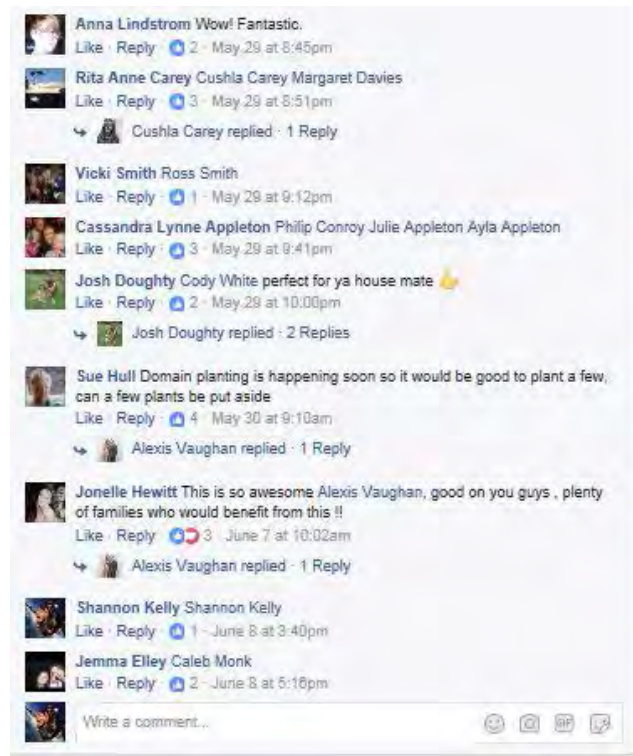 Anna Lindstrom Wow! Fantastic.
Like · Reply · 2 · May 29 at 8:45pm
Rita Anne Carey Cushla Carey Margaret Davies
Like · Reply · 3 · May 29 at 8:51pm
Cushla Carey replied · 1 Reply
Vicki Smith Ross Smith
Like · Reply · 1 · May 29 at 9:12pm
Cassandra Lynne Appleton Philip Conroy Julie Appleton Ayla Appleton
Like · Reply · 3 · May 29 at 9:41pm
Josh Doughty Cody White perfect for ya house mate
Like · Reply · 2 · May 29 at 10:00pm
Josh Doughty replied · 2 Replies
Sue Hull Domain planting is happening soon so it would be good to plant a few,
can a few plants be put aside
Like · Reply · 4 · May 30 at 9:10am
Alexis Vaughan replied · 1 Reply
Jonelle Hewitt This is so awesome Alexis Vaughan, good on you guys , plenty
of families who would benefit from this !!
Like · Reply · 3 · June 7 at 10:02am
Alexis Vaughan replied · 1 Reply
Shannon Kelly Shannon Kelly
Like · Reply · 1 · June 8 at 3:40pm
Jemma Elley Caleb Monk
Like · Reply · 2 · June 8 at 5:16pm
Write a comment...
GIF